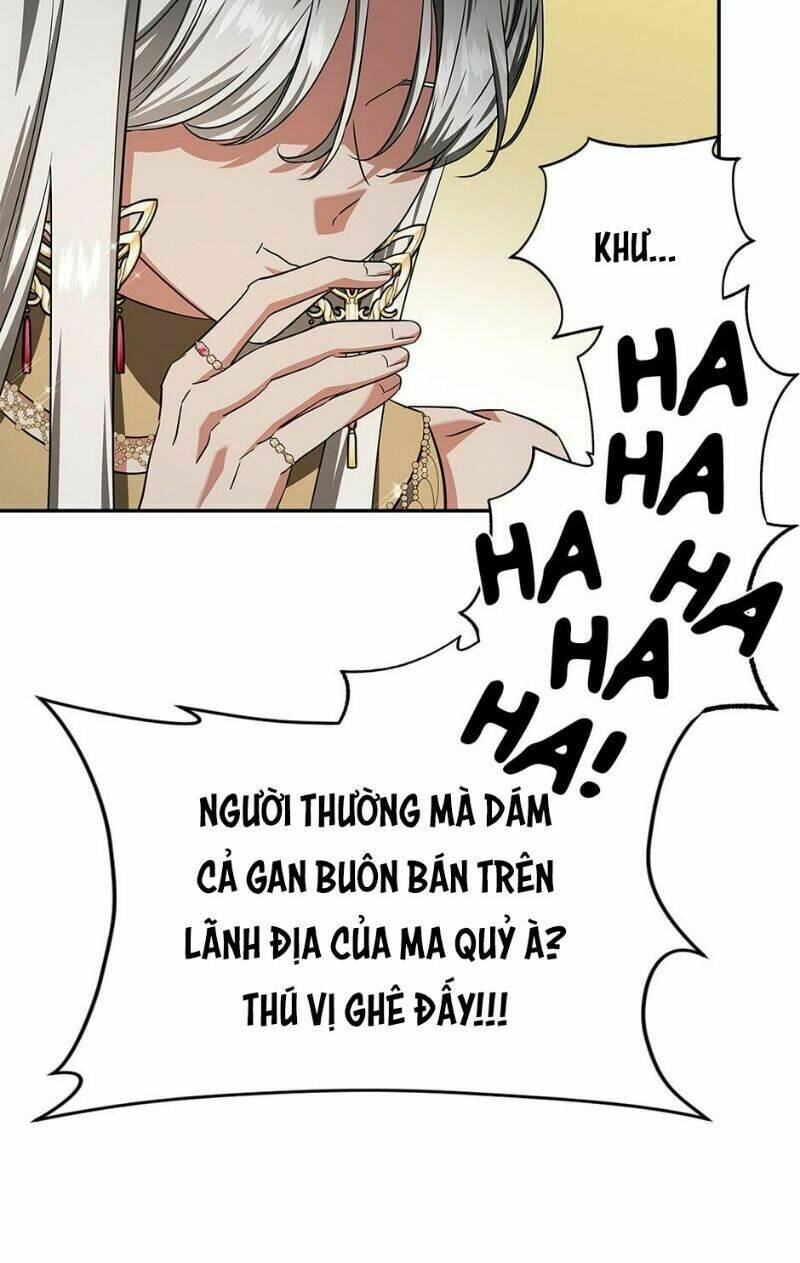 KHƯ...
HA
HA
HA HA
HA
HA!
NGƯỜI THƯỜNG MÀ DÁM
CẢ GAN BUÔN BÁN TRÊN
LÃNH ĐỊA CỦA MA QUỶ À?
THÚ VỊ GHÊ ĐẤY!!!